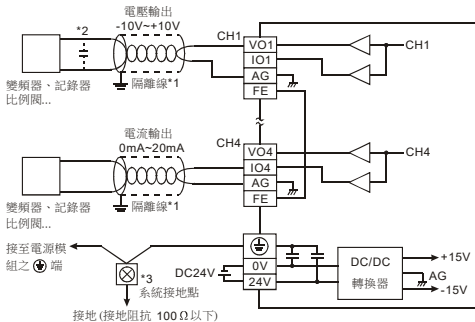 電壓輸出
-10V~+10V
*2
CH1
VO1
IO1
AG
FE
CH1
隔離線*1
變頻器、記錄器
比例閥...
電流輸出
0mA~20mA
CH4
VO4
IO4
AG
FE
CH4
隔離線*1
變頻器、記錄器
比例閥...
接至電源模
組之 端
*3
系統接地點
接地 (接地阻抗 100Ω以下)
DC24V
0V
24V
DC/DC
轉換器
+15V
AG
-15V